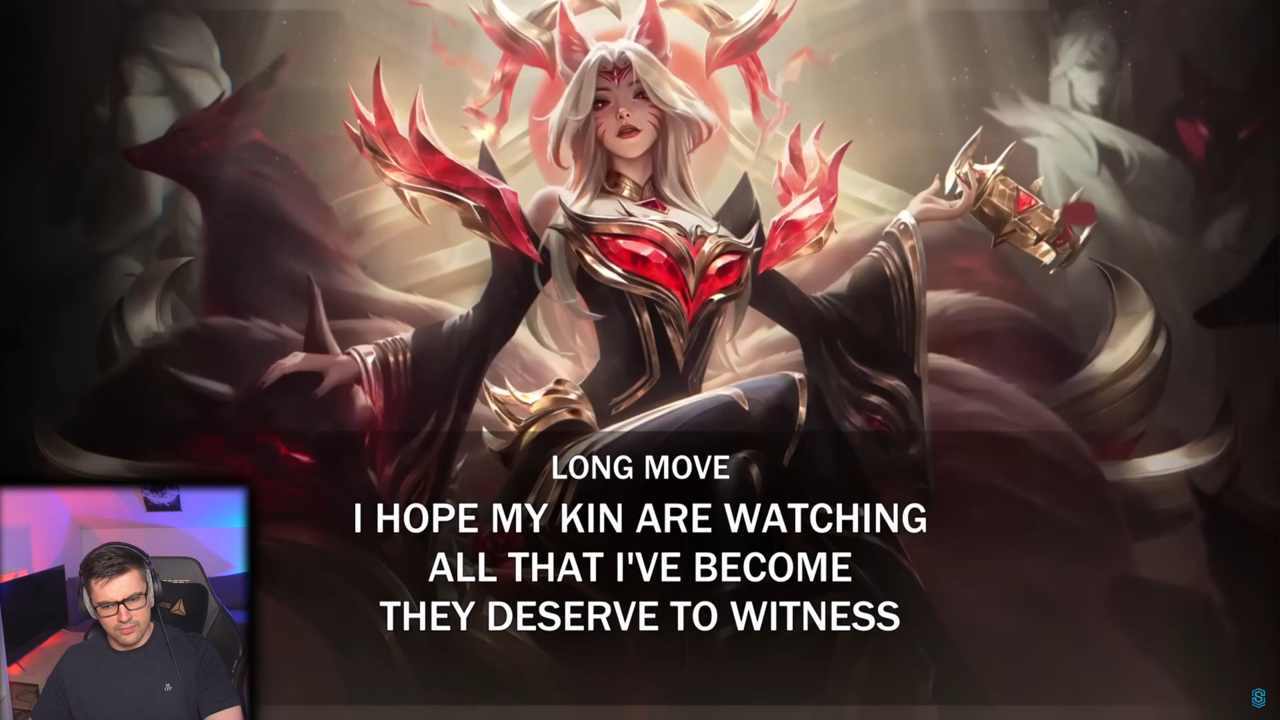 LONG MOVE
I HOPE MY KIN ARE WATCHING
ALL THAT I'VE BECOME
THEY DESERVE TO WITNESS